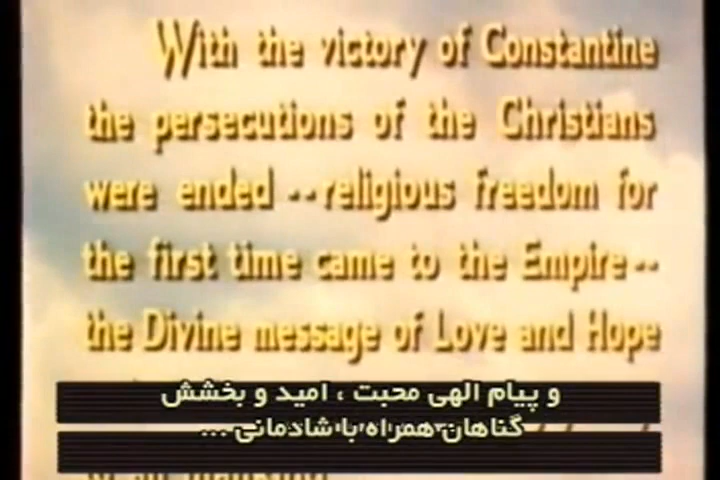 With the victory of Constantine
the persecutions of the Christians
were ended --religious freedom for
the first time came to the Empire--
the Divine message of Love and Hope
و پیام الهی محبت ، امید و بخشش
گناهان همراه با شادمانی ...